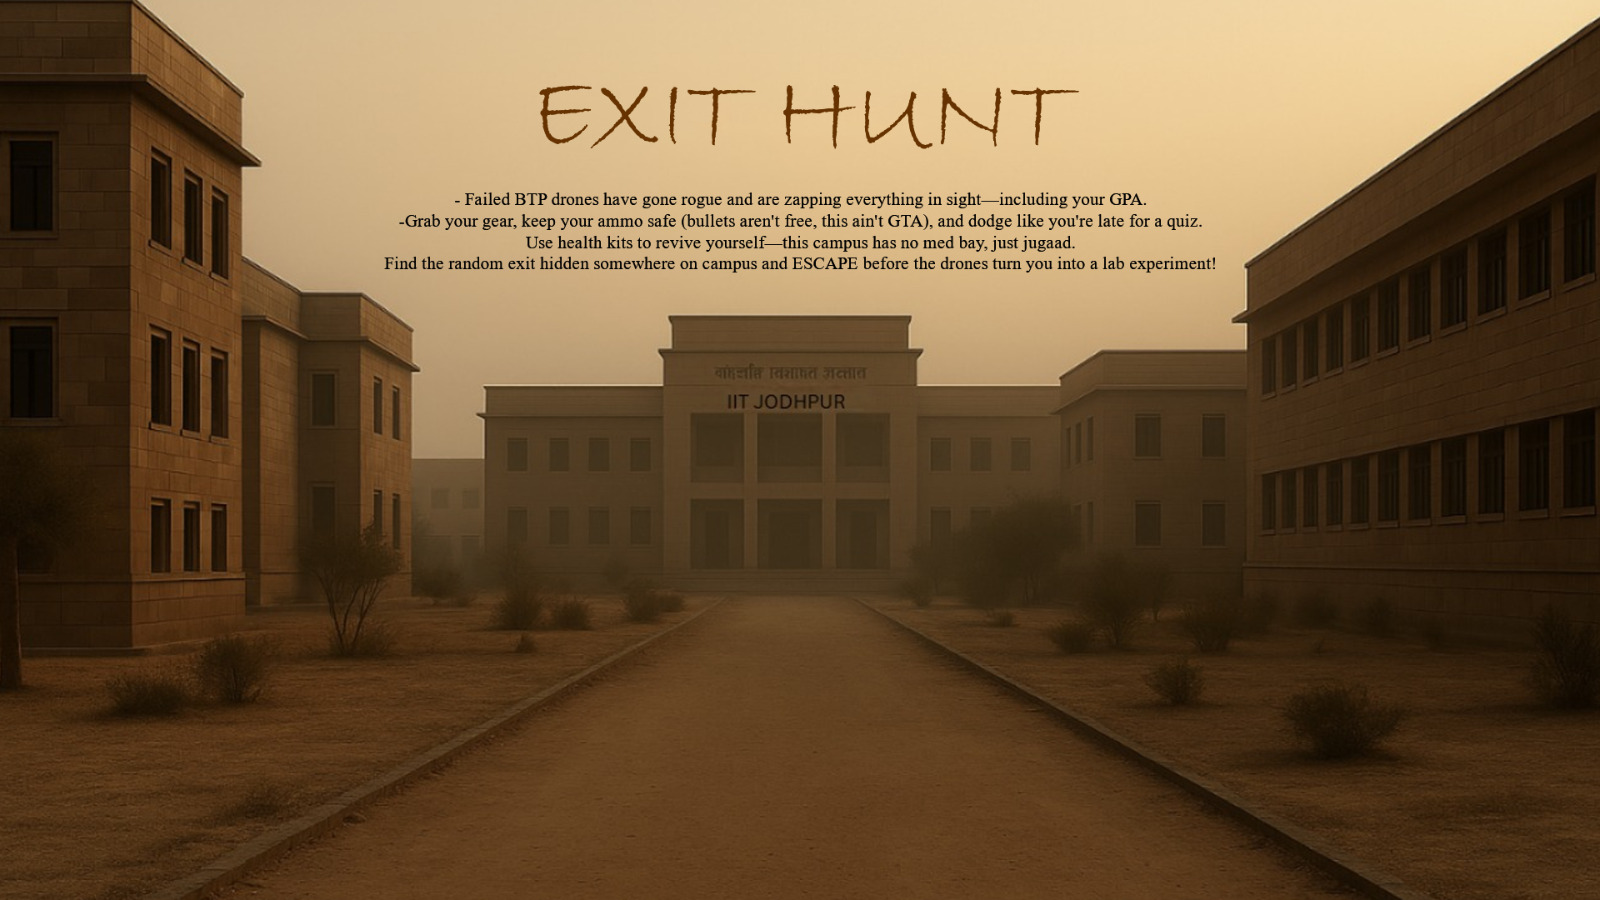 EXIT HUNT
- Failed BTP drones have gone rogue and are zapping everything in sight—including your GPA.
-Grab your gear, keep your ammo safe (bullets aren't free, this ain't GTA), and dodge like you're late for a quiz.
Use health kits to revive yourself—this campus has no med bay, just jugaad.
Find the random exit hidden somewhere on campus and ESCAPE before the drones turn you into a lab experiment!
IIT JODHPUR